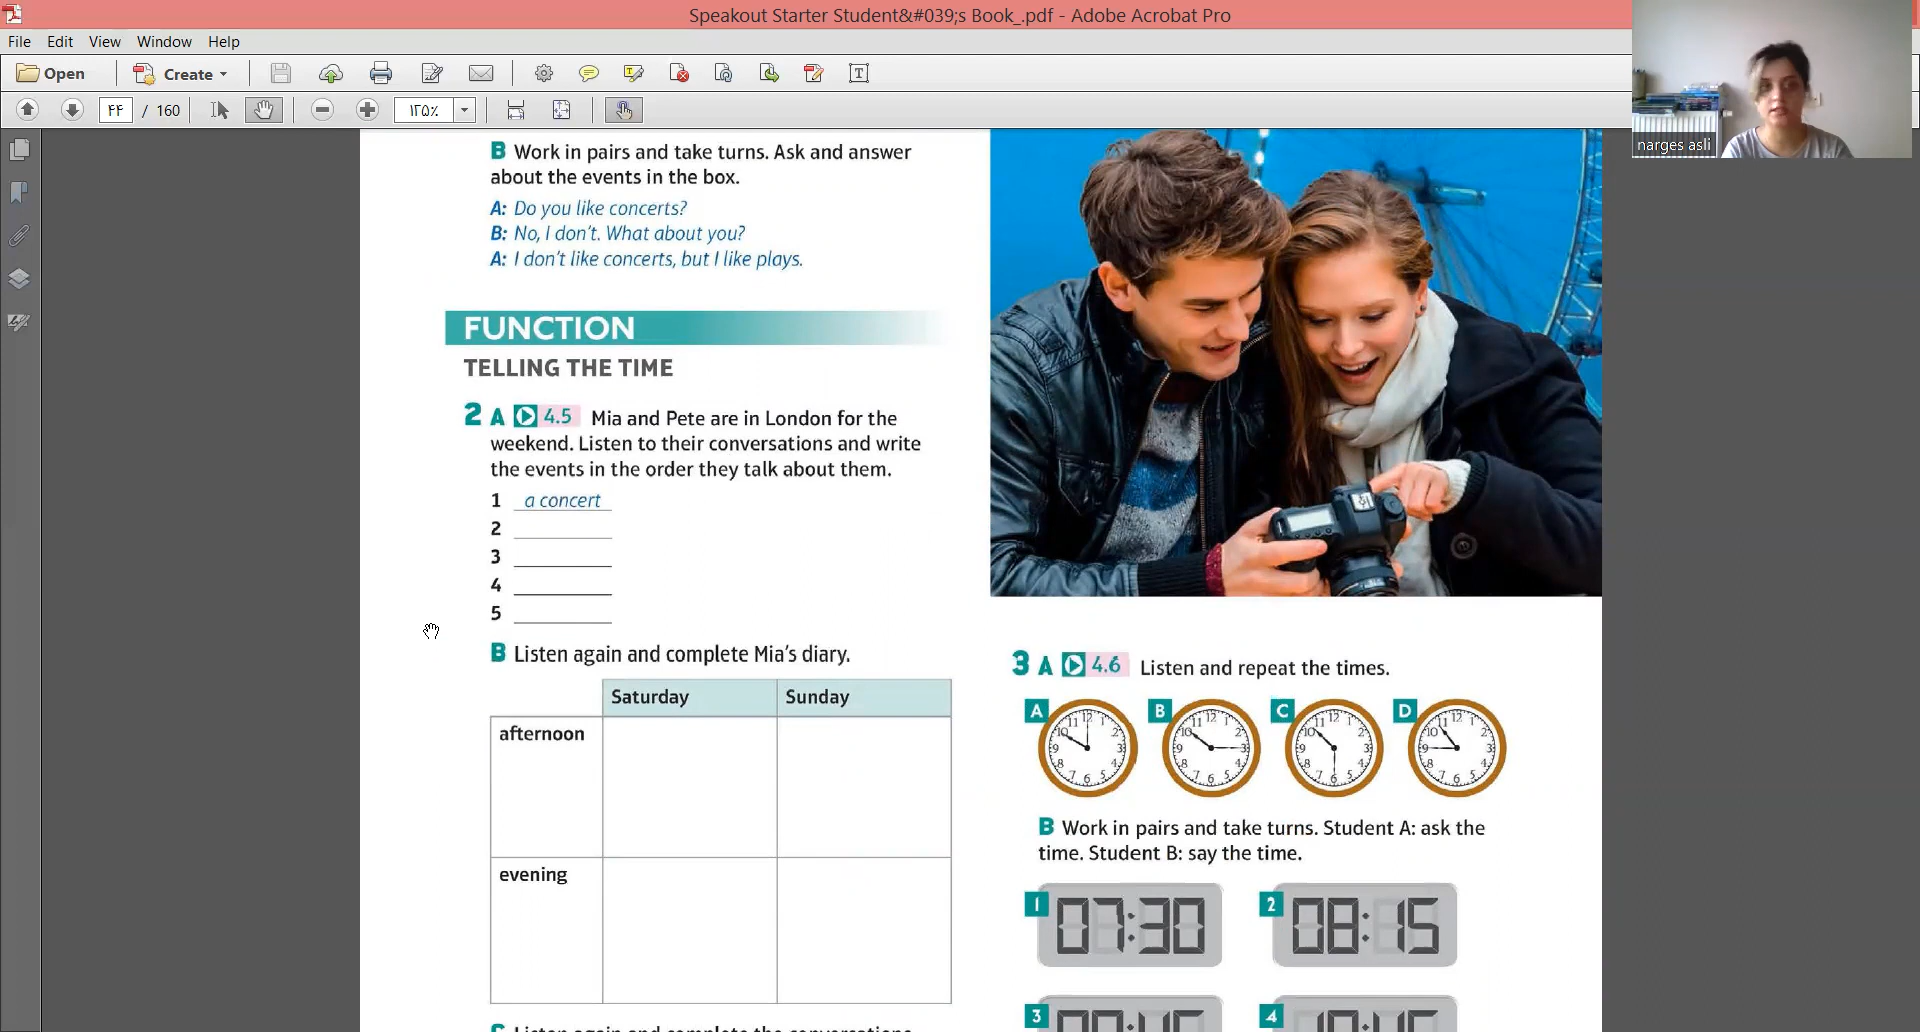 Speakout Starter Student&#039;s Book_.pdf - Adobe Acrobat Pro
File Edit View Window Help
Open Create
۴۴ / 160 ۱۲۵٪
narges asli
B Work in pairs and take turns. Ask and answer
about the events in the box.
A: Do you like concerts?
B: No, I don't. What about you?
A: I don't like concerts, but I like plays.
FUNCTION
TELLING THE TIME
2 A 4.5 Mia and Pete are in London for the
weekend. Listen to their conversations and write
the events in the order they talk about them.
1 a concert
2
3
4
5
B Listen again and complete Mia's diary.
Saturday Sunday
afternoon
evening
3 A 4.6 Listen and repeat the times.
A B C D
B Work in pairs and take turns. Student A: ask the
time. Student B: say the time.
1 07:30 2 08:15
3 4